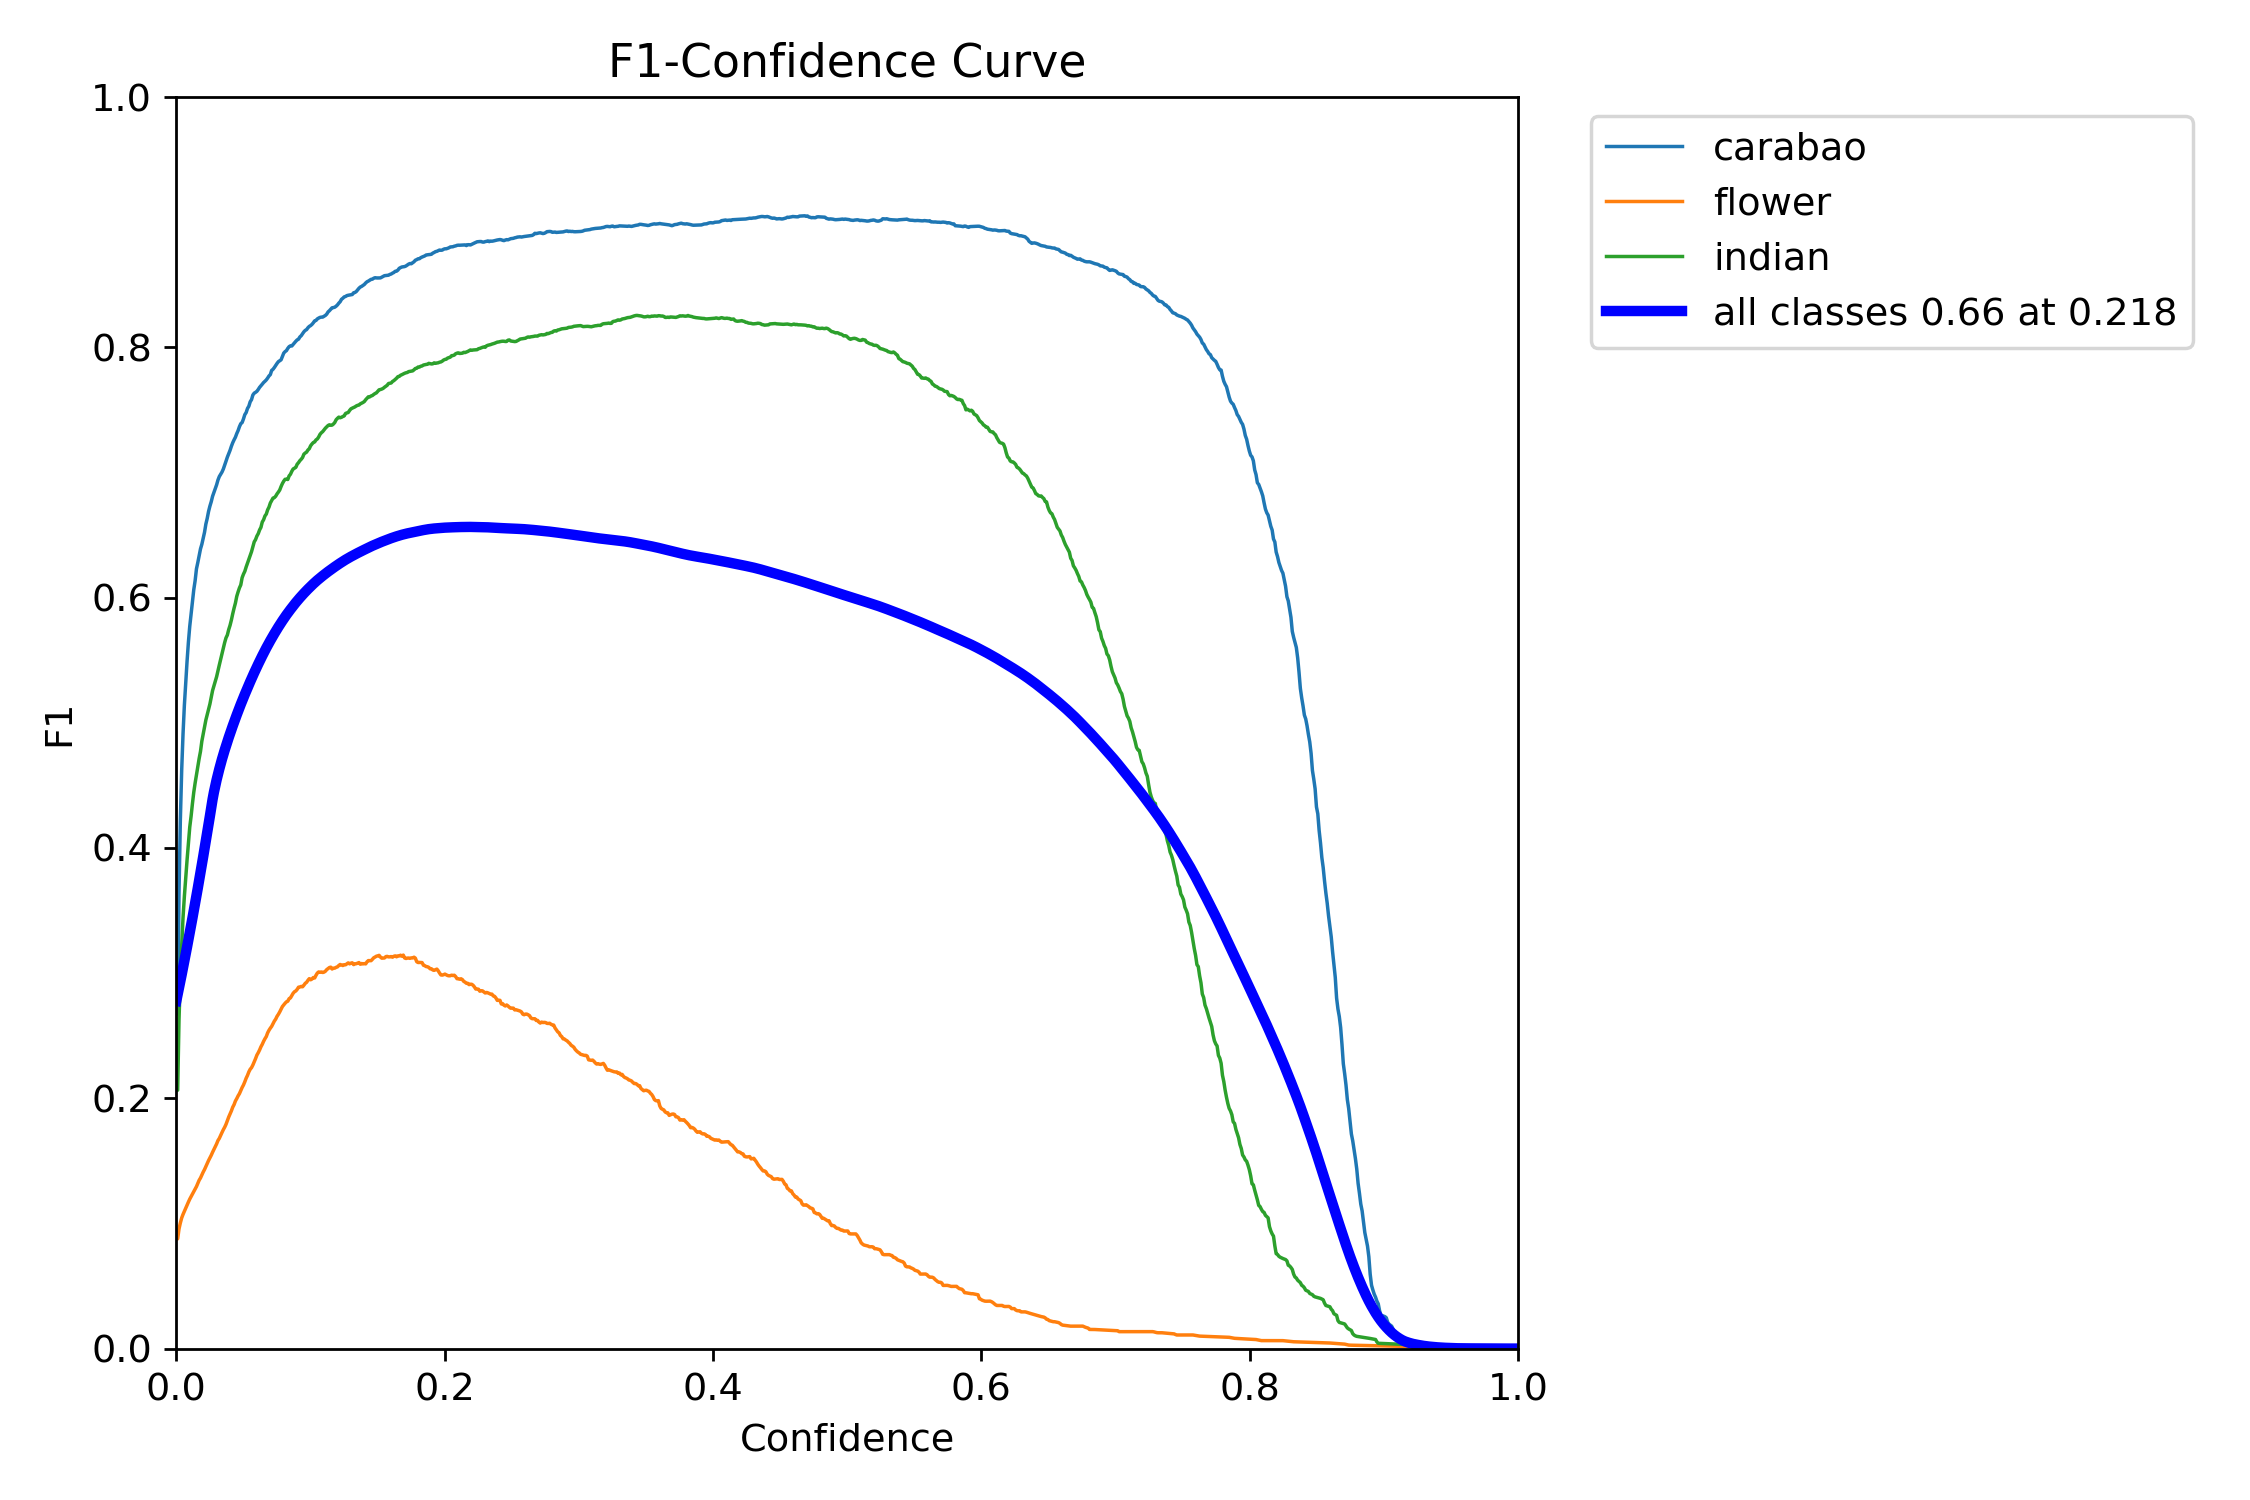 F1-Confidence Curve
1.0
0.8
0.6
0.4
0.2
0.0
F1
0.0 0.2 0.4 0.6 0.8 1.0
Confidence
carabao
flower
indian
all classes 0.66 at 0.218